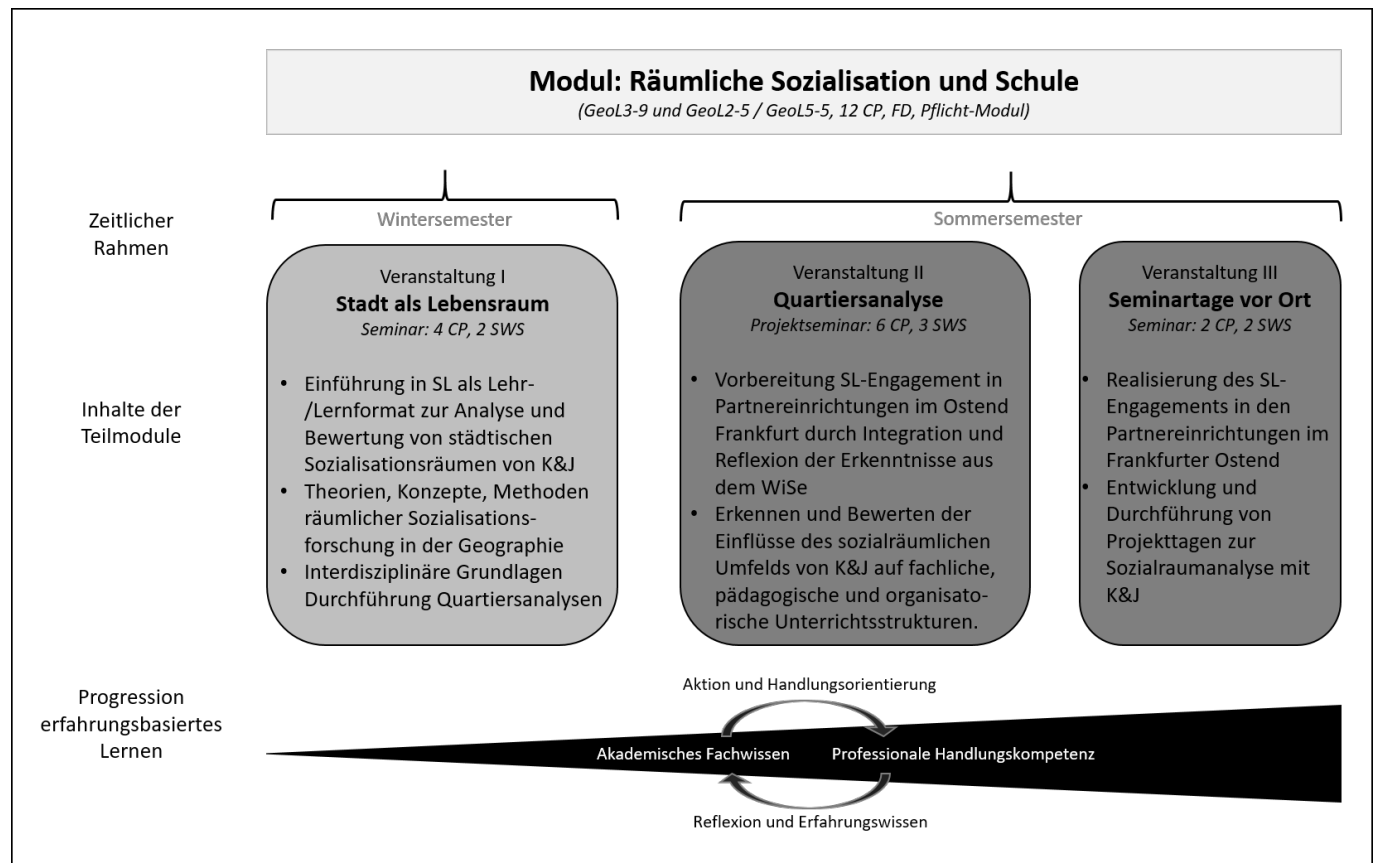 Modul: Räumliche Sozialisation und Schule
(GeoL3-9 und GeoL2-5 / GeoL5-5, 12 CP, FD, Pflicht-Modul)
Zeitlicher
Rahmen
Wintersemester
Sommersemester
Inhalte der
Teilmodule
Veranstaltung I
Stadt als Lebensraum
Seminar: 4 CP, 2 SWS
• Einführung in SL als Lehr-
/Lernformat zur Analyse und
Bewertung von städtischen
Sozialisationsräumen von K&J
• Theorien, Konzepte, Methoden
räumlicher Sozialisations-
forschung in der Geographie
• Interdisziplinäre Grundlagen
Durchführung Quartiersanalysen
Veranstaltung II
Quartiersanalyse
Projektseminar: 6 CP, 3 SWS
• Vorbereitung SL-Engagement in
Partnereinrichtungen im Ostend
Frankfurt durch Integration und
Reflexion der Erkenntnisse aus
dem WiSe
• Erkennen und Bewerten der
Einflüsse des sozialräumlichen
Umfelds von K&J auf fachliche,
pädagogische und organisato-
rische Unterrichtsstrukturen.
Veranstaltung III
Seminartage vor Ort
Seminar: 2 CP, 2 SWS
• Realisierung des SL-
Engagements in den
Partnereinrichtungen im
Frankfurter Ostend
• Entwicklung und
Durchführung von
Projekttagen zur
Sozialraumanalyse mit
K&J
Progression
erfahrungsbasiertes
Lernen
Aktion und Handlungsorientierung
Akademisches Fachwissen
Professionale Handlungskompetenz
Reflexion und Erfahrungswissen